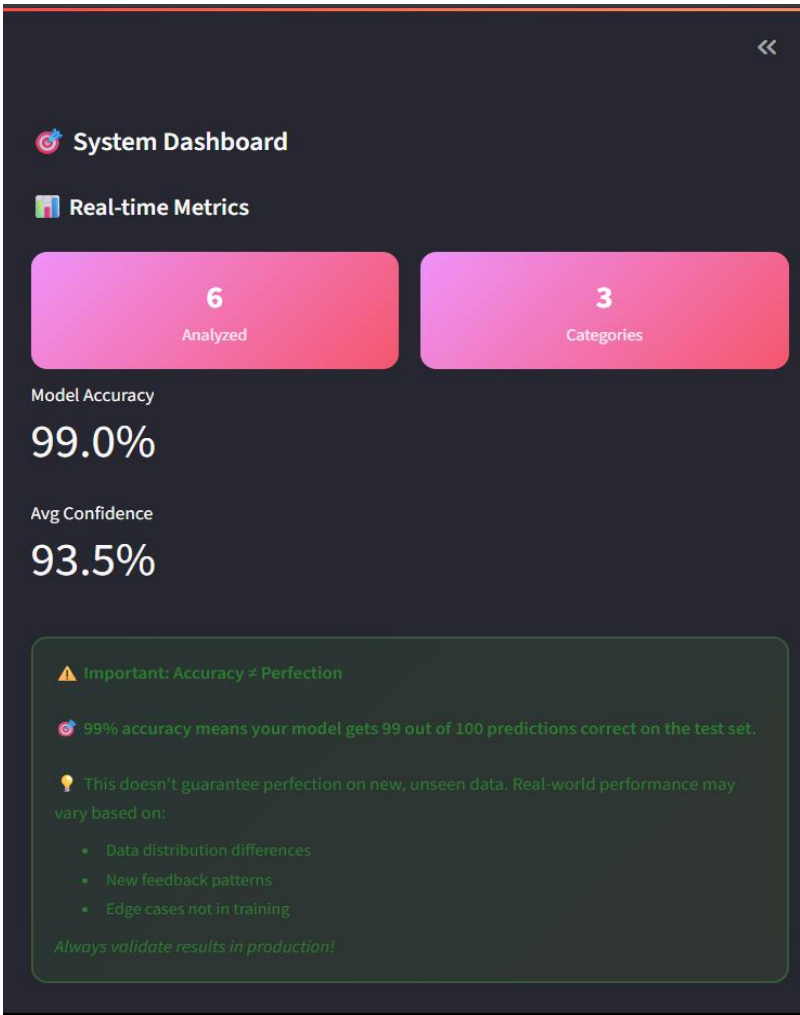 🎯 System Dashboard
📊 Real-time Metrics
6
Analyzed
3
Categories
Model Accuracy
99.0%
Avg Confidence
93.5%
⚠️ Important: Accuracy ≠ Perfection
🎯 99% accuracy means your model gets 99 out of 100 predictions correct on the test set.
💡 This doesn't guarantee perfection on new, unseen data. Real-world performance may
vary based on:
• Data distribution differences
• New feedback patterns
• Edge cases not in training
Always validate results in production!